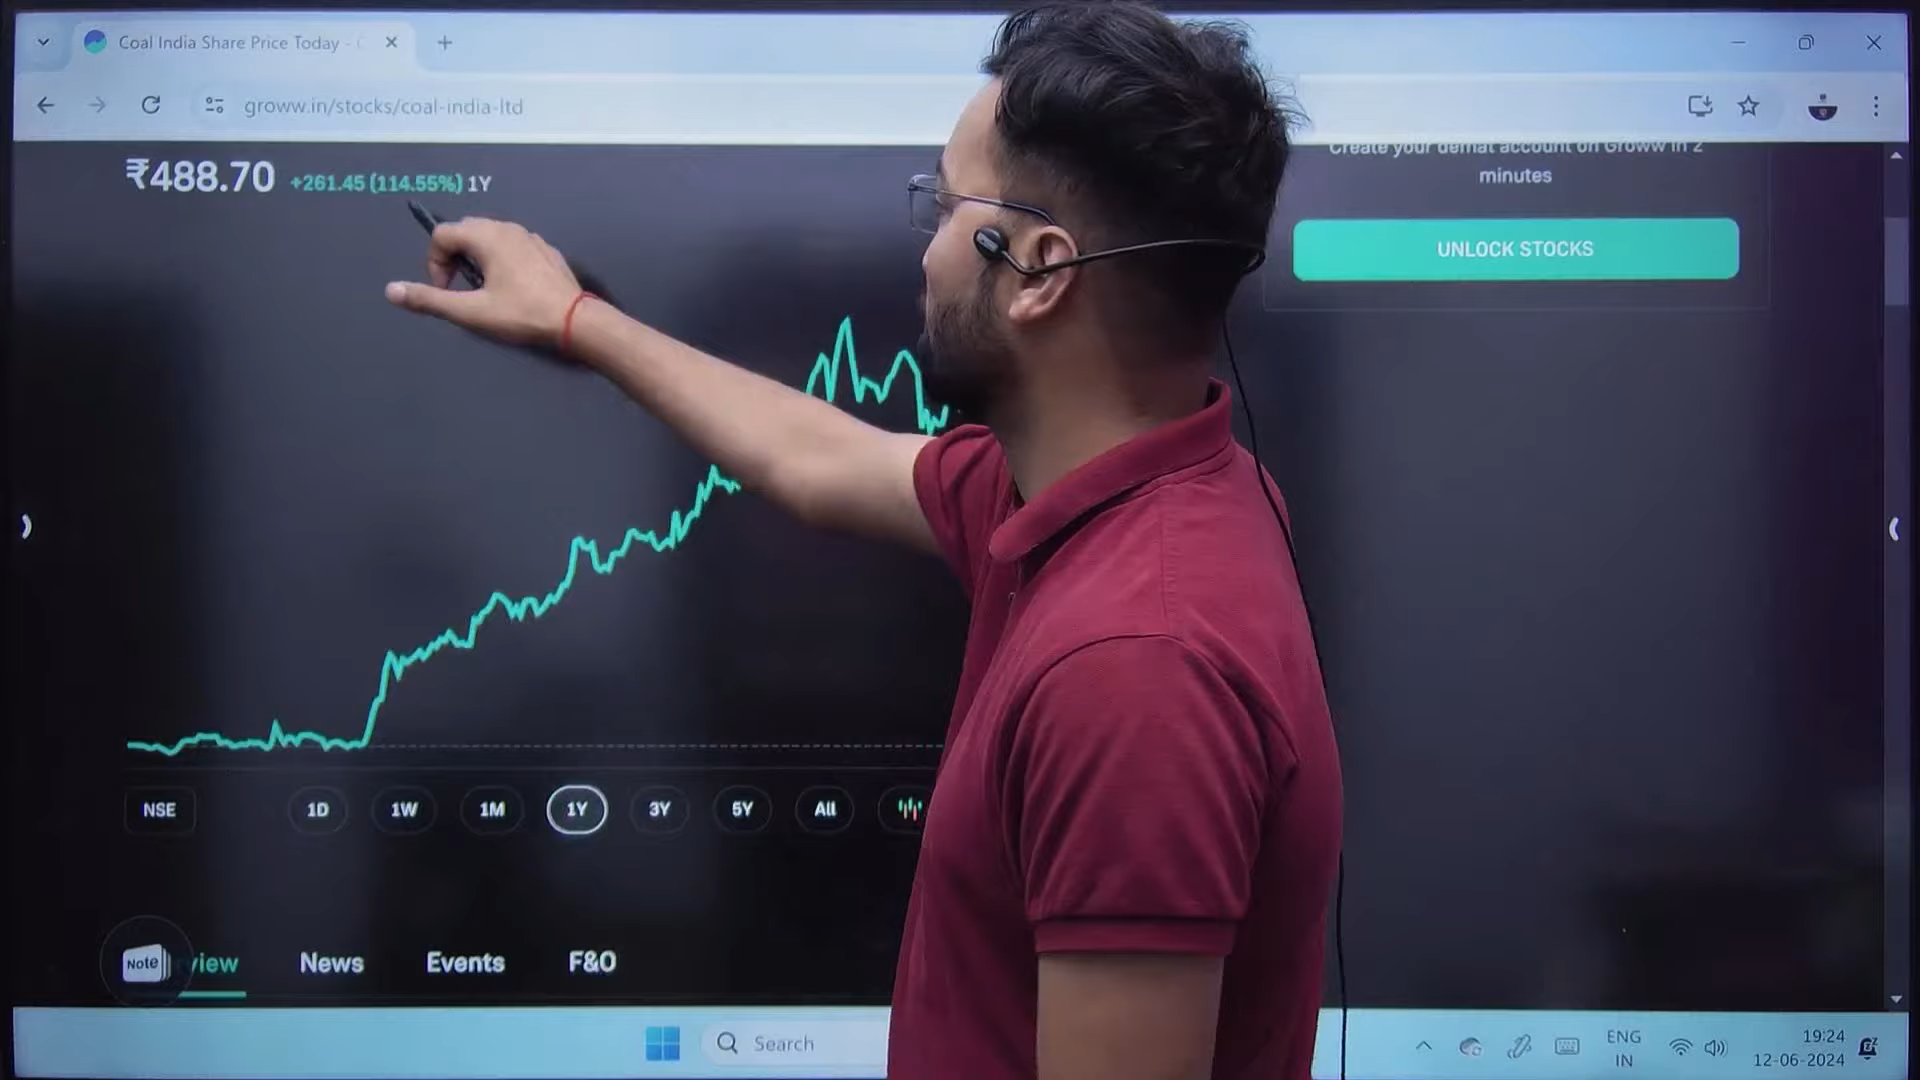 Coal India Share Price Today -
groww.in/stocks/coal-india-ltd
₹488.70 +261.45 (114.55%) 1Y
Create your demat account on Groww in 2
minutes
UNLOCK STOCKS
NSE 1D 1W 1M 1Y 3Y 5Y All
Note view News Events F&O
Search
ENG
IN
19:24
12-06-2024